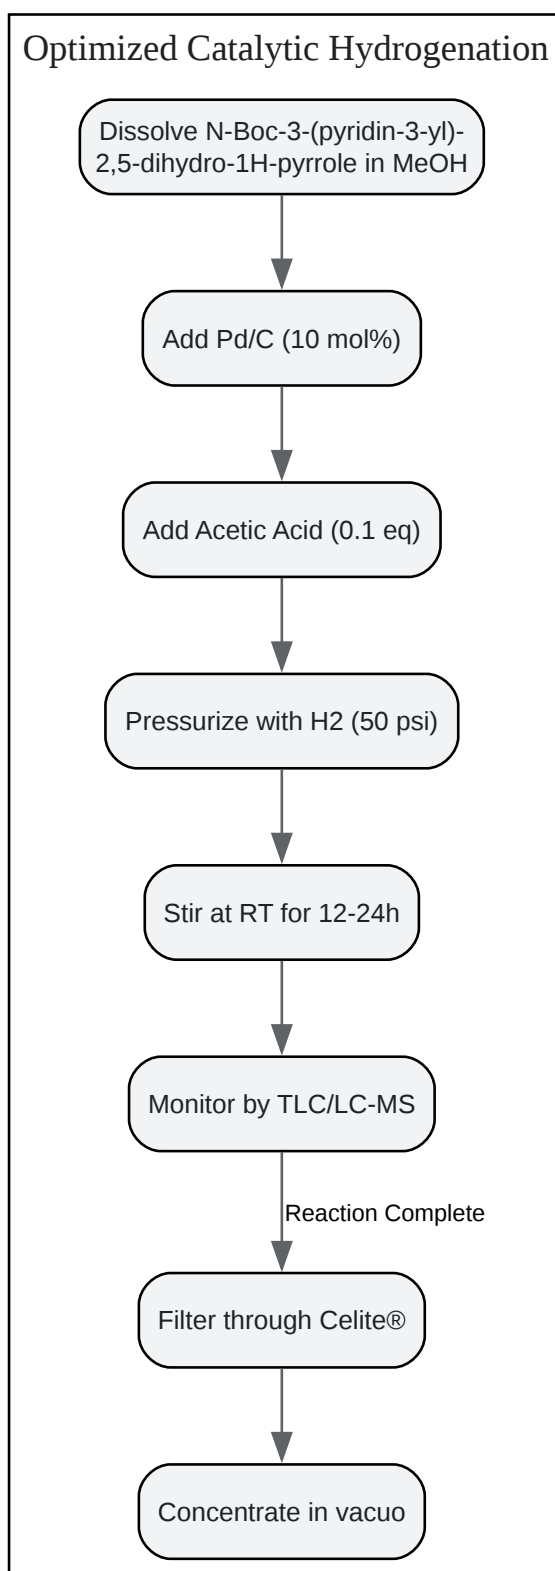 Optimized Catalytic Hydrogenation
Dissolve N-Boc-3-(pyridin-3-yl)-
2,5-dihydro-1H-pyrrole in MeOH
Add Pd/C (10 mol%)
Add Acetic Acid (0.1 eq)
Pressurize with H2 (50 psi)
Stir at RT for 12-24h
Monitor by TLC/LC-MS
Reaction Complete
Filter through Celite®
Concentrate in vacuo